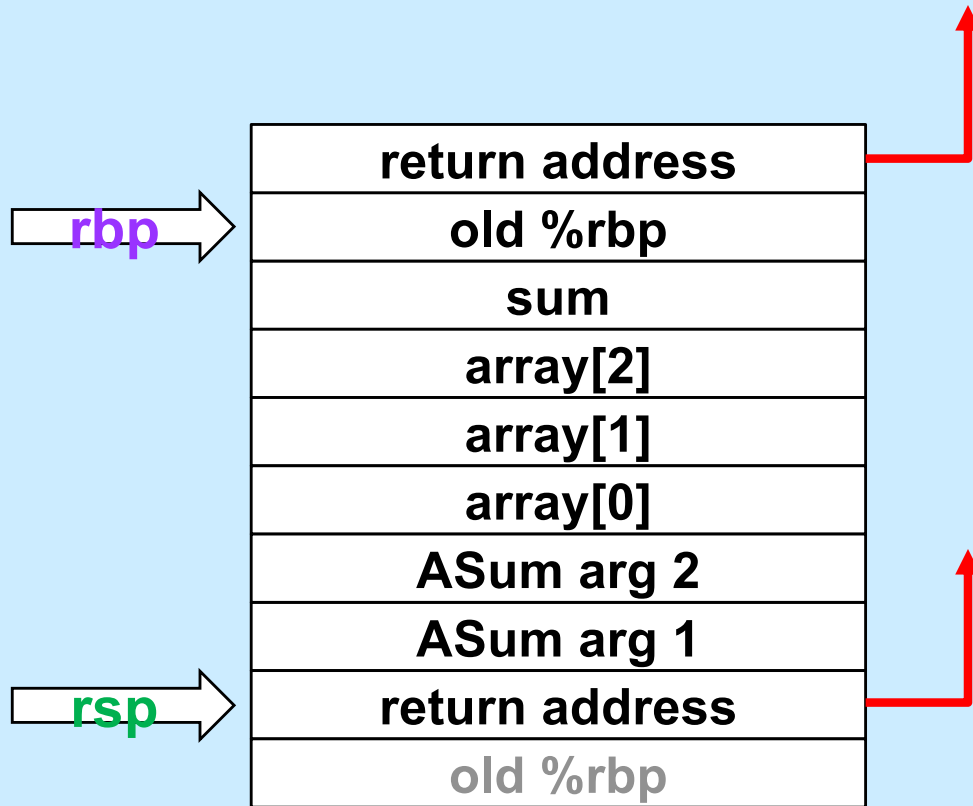 return address
rbp
old %rbp
sum
array[2]
array[1]
array[0]
ASum arg 2
ASum arg 1
rsp
return address
old %rbp